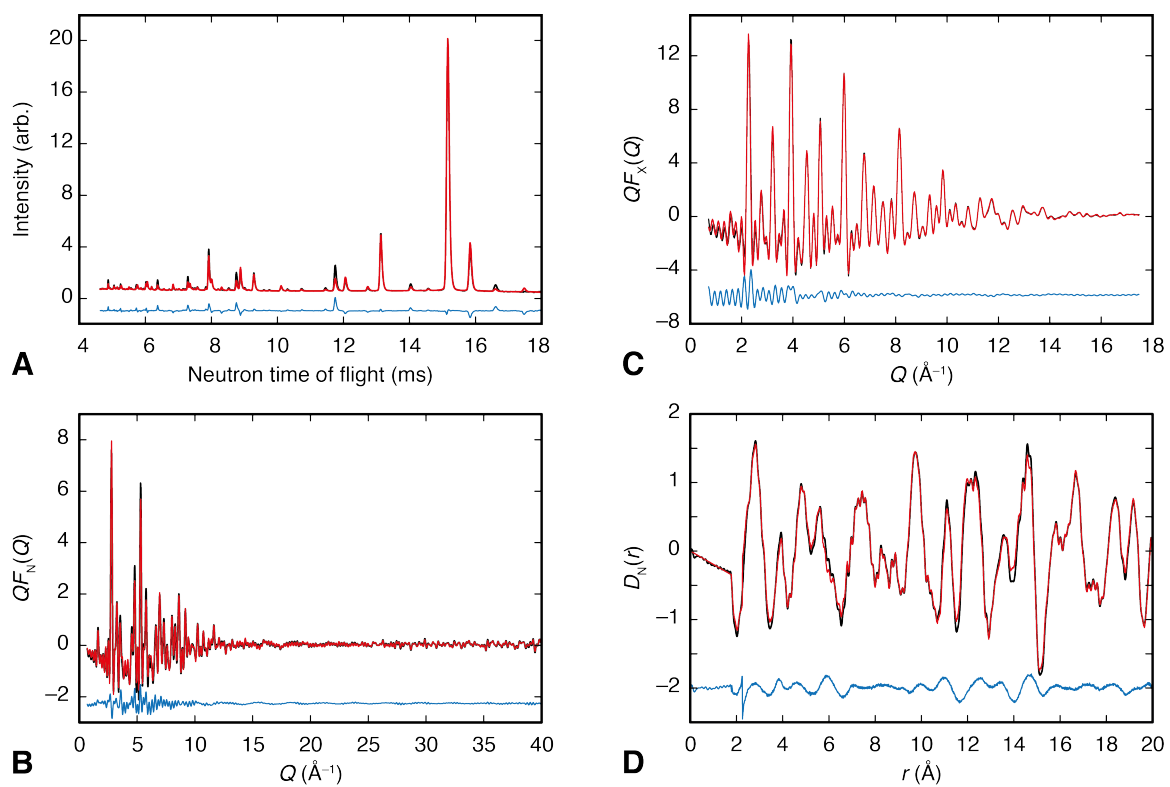 20
16
12
8
4
0
Intensity (arb.)
4 6 8 10 12 14 16 18
Neutron time of flight (ms)
A
12
8
4
0
−4
−8
QFₓ(Q)
0 2 4 6 8 10 12 14 16 18
Q (Å⁻¹)
C
8
6
4
2
0
−2
QF_N(Q)
0 5 10 15 20 25 30 35 40
Q (Å⁻¹)
B
2
1
0
−1
−2
D_N(r)
0 2 4 6 8 10 12 14 16 18 20
r (Å)
D